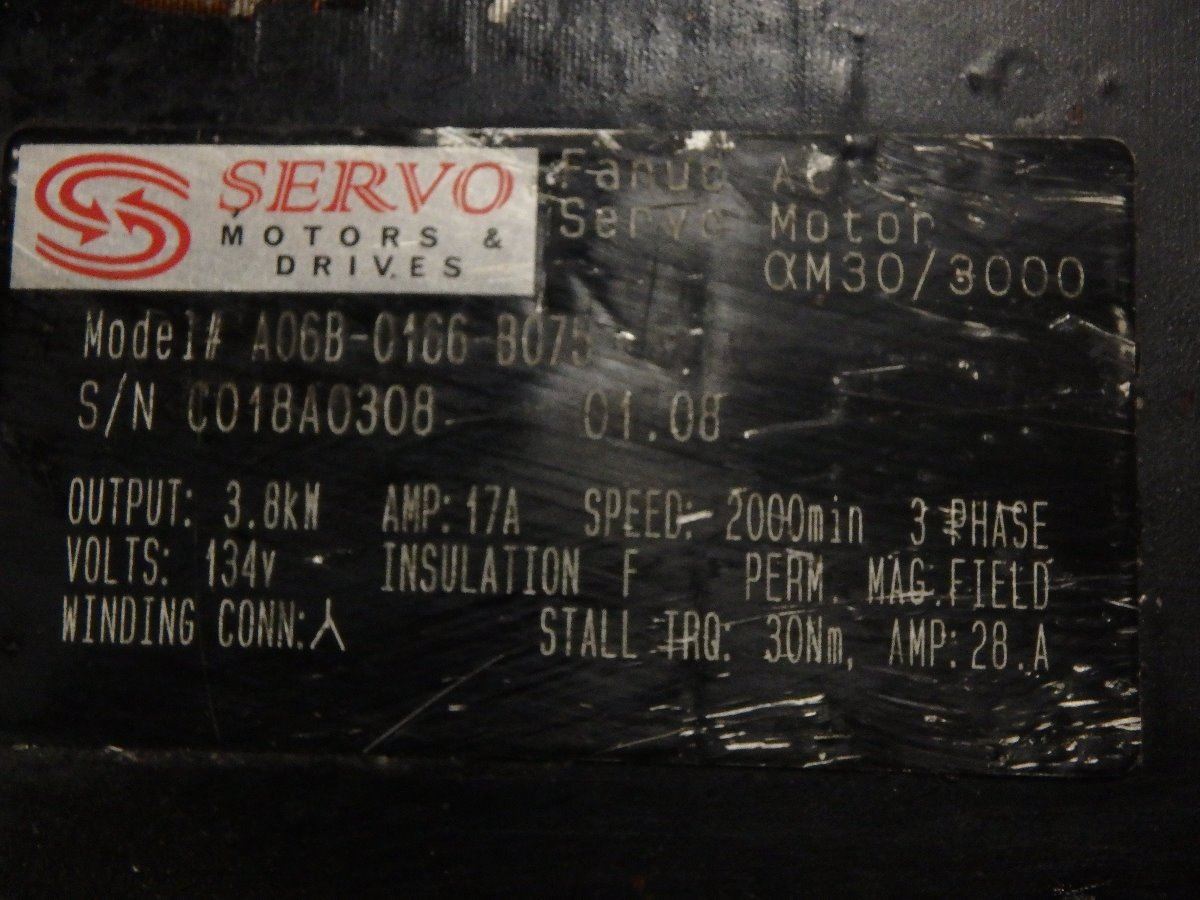 SERVO
MOTORS &
DRIVES
Fanuc AC
Servo Motor
αM30/3000
Model# A06B-0166-B075
S/N C018A0308 01.08
OUTPUT: 3.8kW AMP: 17A SPEED: 2000min 3 PHASE
VOLTS: 134v INSULATION F PERM. MAG.FIELD
WINDING CONN:⅄ STALL TRQ: 30Nm, AMP: 28.A